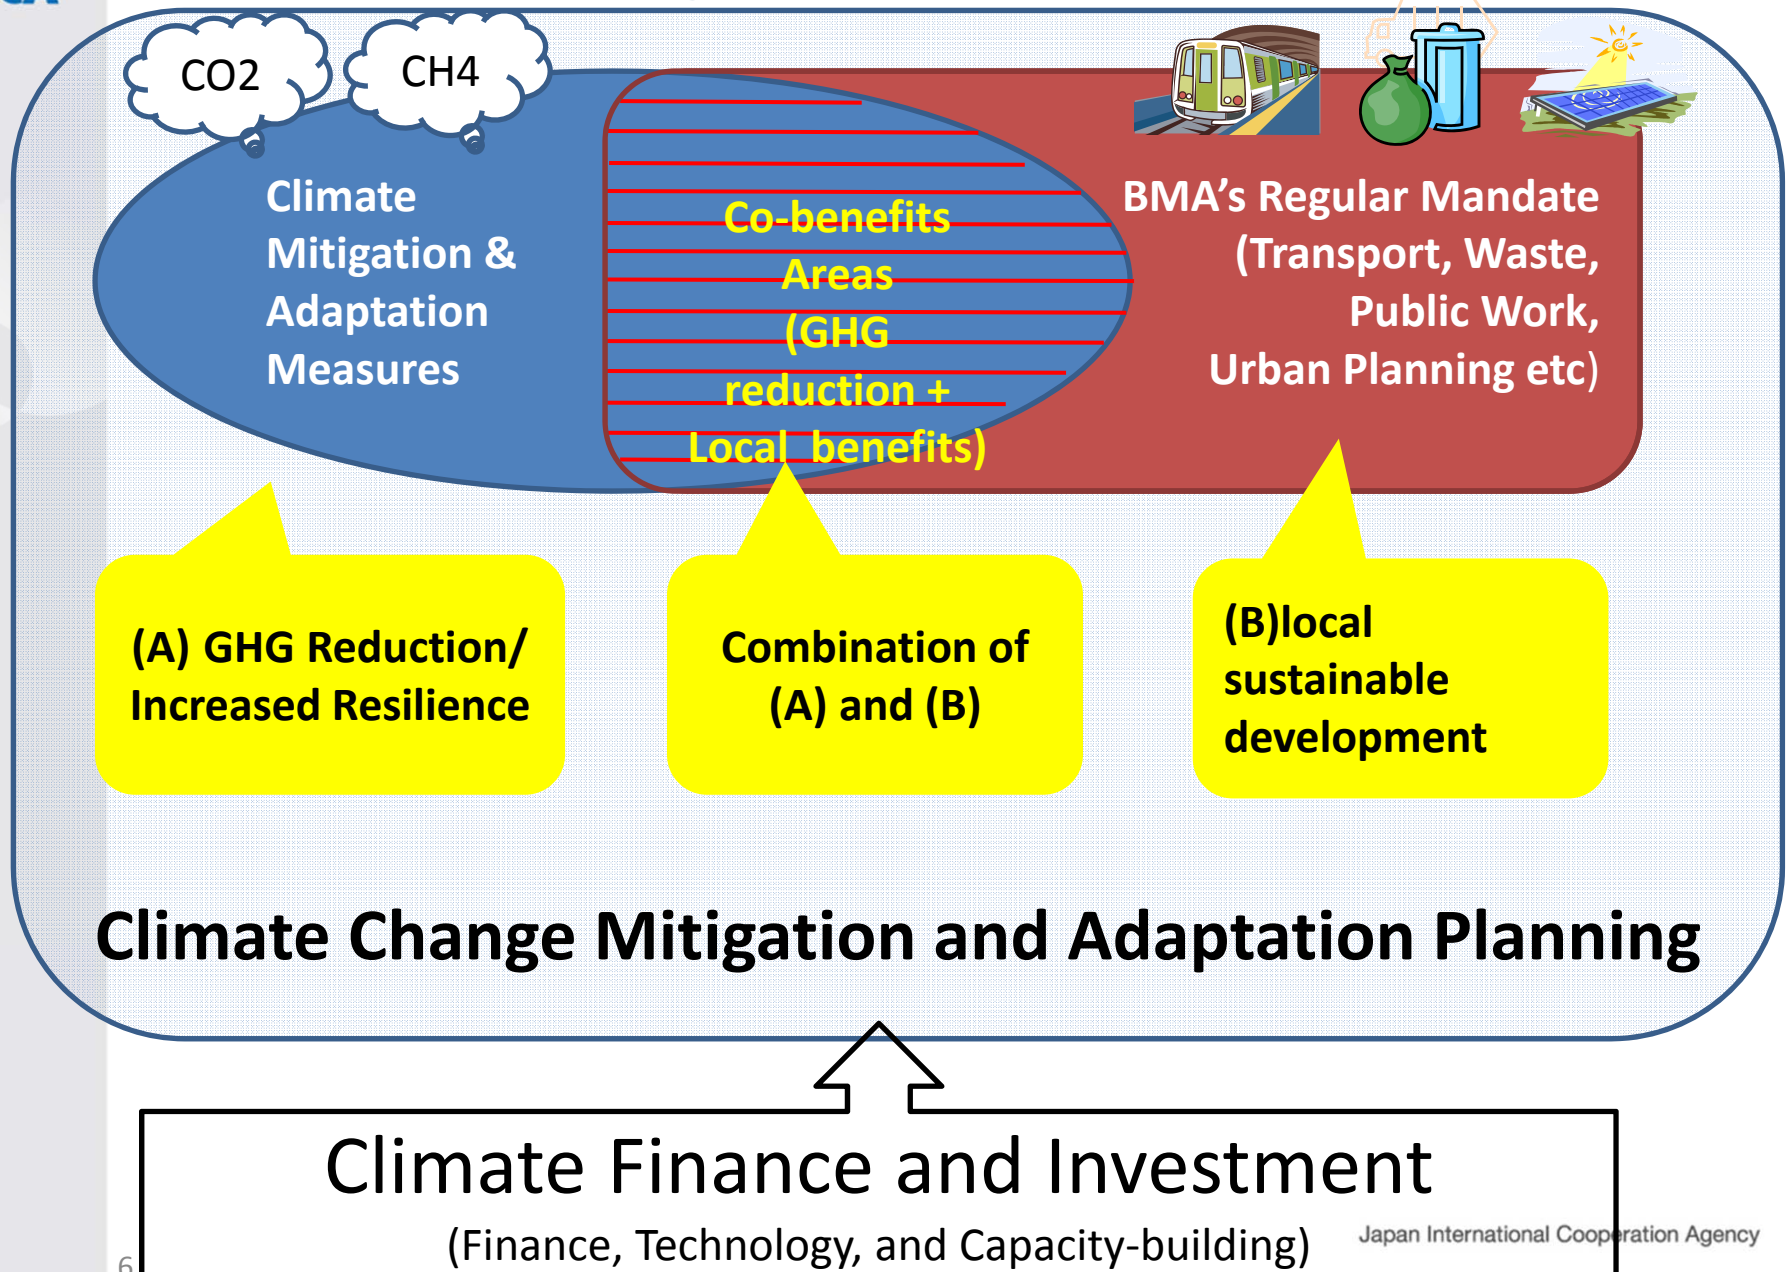 CO2
CH4
Climate
Mitigation &
Adaptation
Measures
Co-benefits
Areas
(GHG
reduction +
Local benefits)
BMA's Regular Mandate
(Transport, Waste,
Public Work,
Urban Planning etc)
(A) GHG Reduction/
Increased Resilience
Combination of
(A) and (B)
(B)local
sustainable
development
Climate Change Mitigation and Adaptation Planning
Climate Finance and Investment
(Finance, Technology, and Capacity-building)
Japan International Cooperation Agency
6